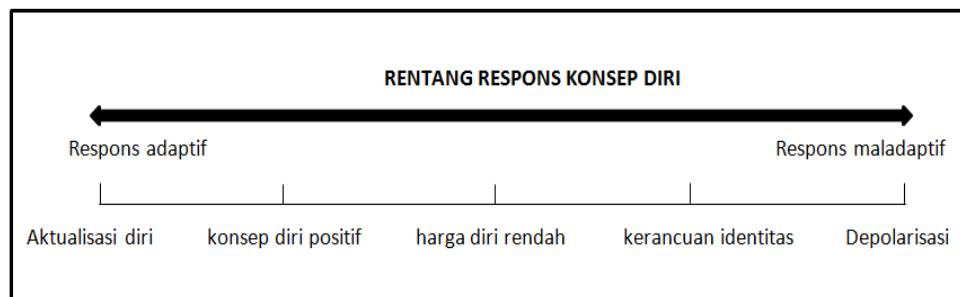 RENTANG RESPONS KONSEP DIRI
Respons adaptif Respons maladaptif
Aktualisasi diri konsep diri positif harga diri rendah kerancuan identitas Depolarisasi